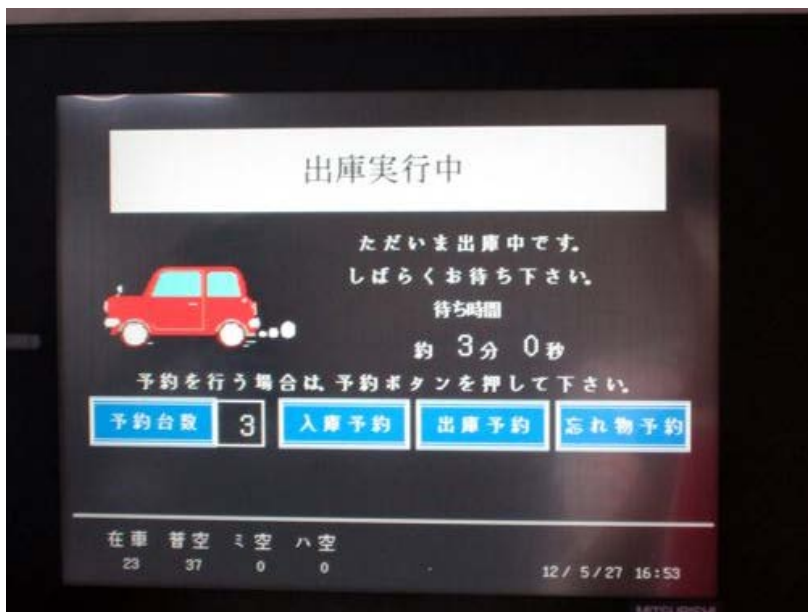 出庫実行中
ただいま出庫中です。
しばらくお待ち下さい。
待ち時間
約 3分 0秒
予約を行う場合は、予約ボタンを押して下さい。
予約台数 3 入庫予約 出庫予約 忘れ物予約
在車 普空 ミ空 ハ空
23 37 0 0 12/ 5/27 16:53